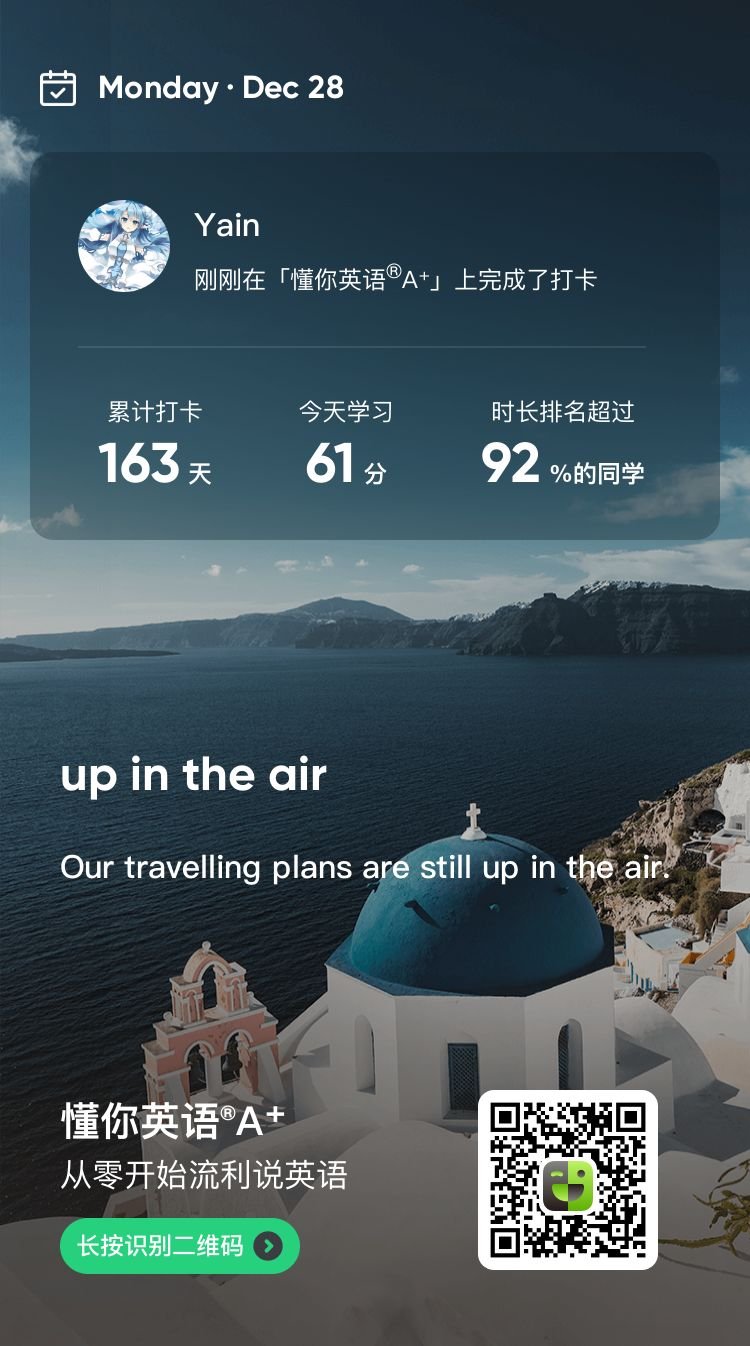 Monday · Dec 28
Yain
刚刚在「懂你英语®A⁺」上完成了打卡
累计打卡 今天学习 时长排名超过
163 天 61 分 92 %的同学
up in the air
Our travelling plans are still up in the air.
懂你英语®A⁺
从零开始流利说英语
长按识别二维码